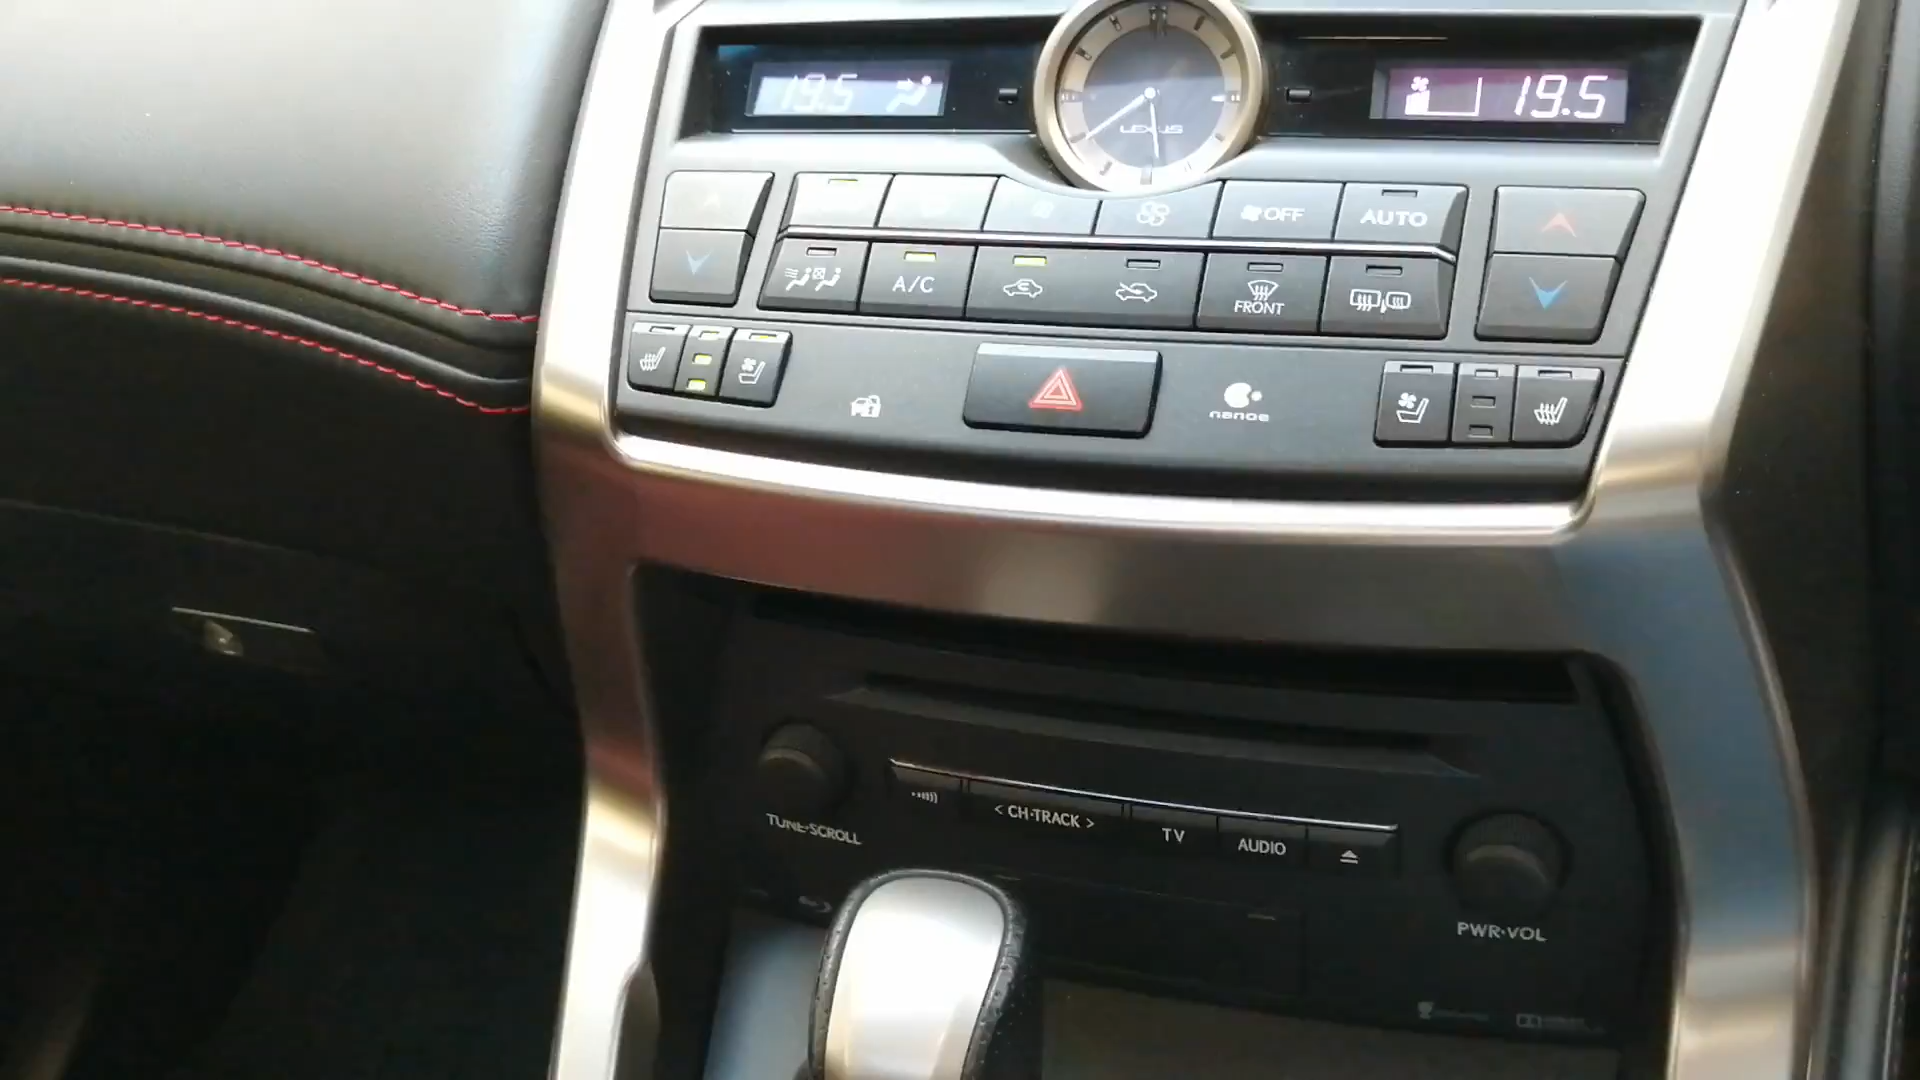 19.5
LEXUS
19.5
OFF
AUTO
A/C
FRONT
nanoe
TUNE·SCROLL
< CH·TRACK >
TV
AUDIO
PWR·VOL